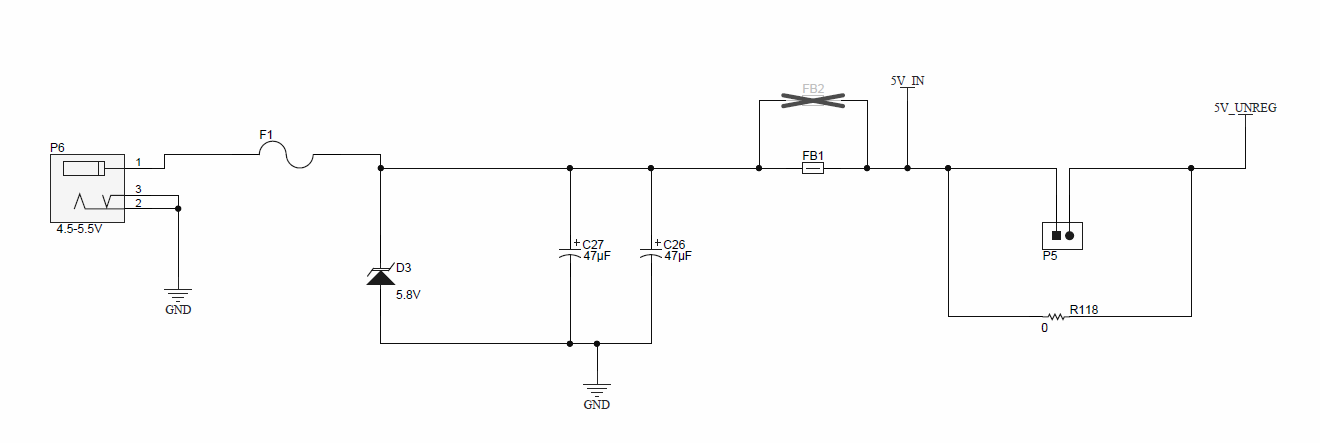 FB2
5V_IN
5V_UNREG
F1
P6
FB1
1
3
2
4.5-5.5V
C27
47µF
C26
47µF
P5
D3
5.8V
GND
R118
0
GND